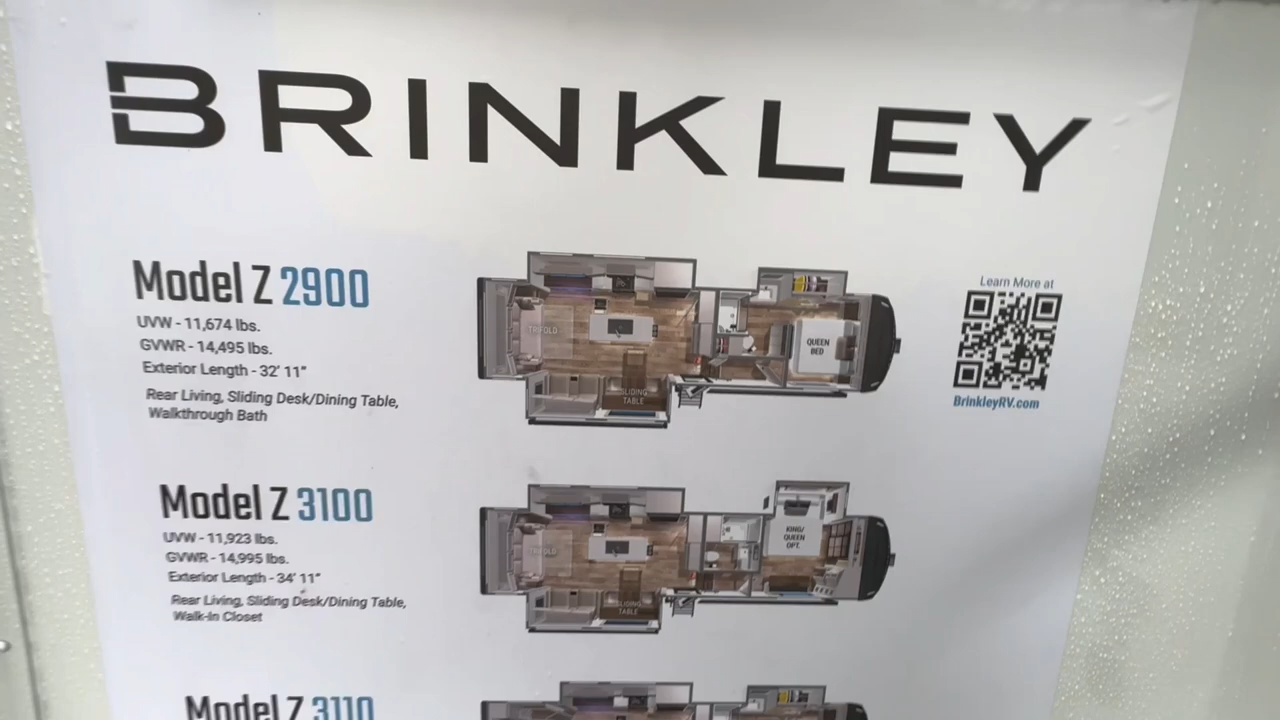 BRINKLEY
Model Z 2900
UVW - 11,674 lbs.
GVWR - 14,495 lbs.
Exterior Length - 32' 11"
Rear Living, Sliding Desk/Dining Table,
Walkthrough Bath
TRIFOLD
SLIDING
TABLE
QUEEN
BED
Learn More at
BrinkleyRV.com
Model Z 3100
UVW - 11,923 lbs.
GVWR - 14,995 lbs.
Exterior Length - 34' 11"
Rear Living, Sliding Desk/Dining Table,
Walk-In Closet
TRIFOLD
SLIDING
TABLE
KING/
QUEEN
OPT.
Model Z 3110